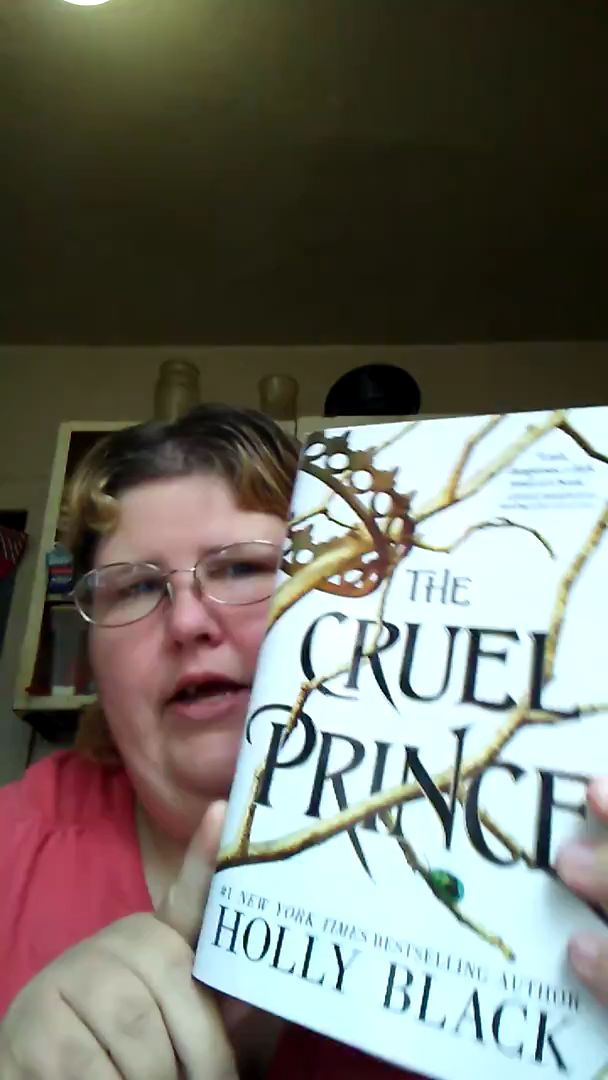 THE
CRUEL
PRINCE
#1 NEW YORK TIMES BESTSELLING AUTHOR
HOLLY BLACK